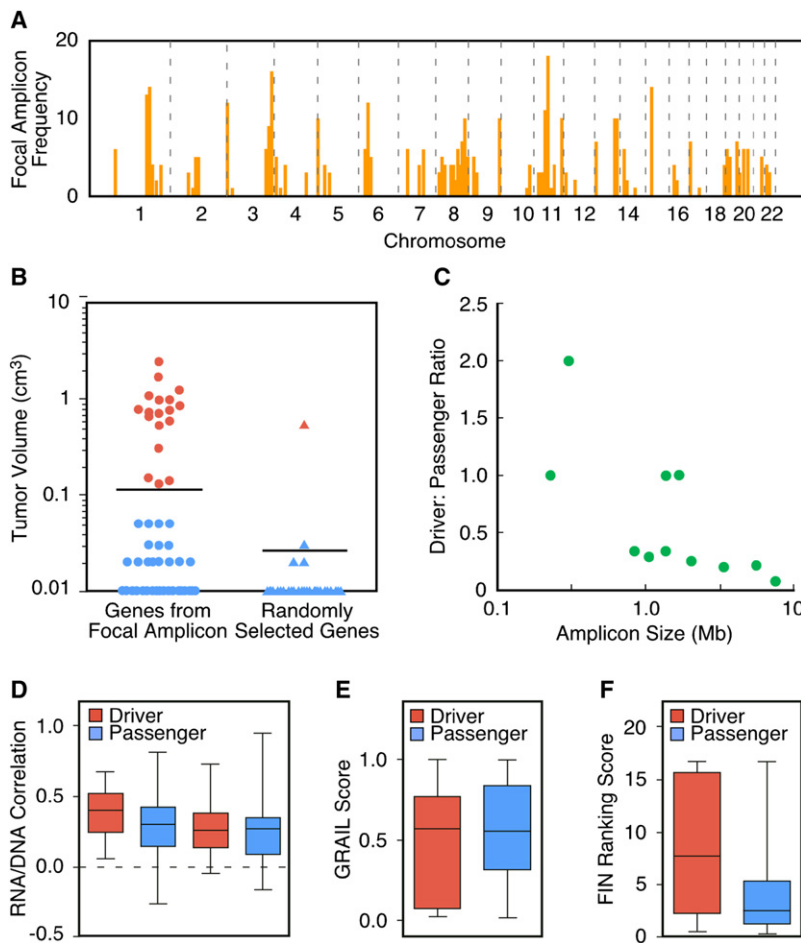 A
Focal Amplicon
Frequency
20
10
0
1 2 3 4 5 6 7 8 9 10 11 12 14 16 18 20 22
Chromosome
B
Tumor Volume (cm3)
10
1
0.1
0.01
Genes from
Focal Amplicon
Randomly
Selected Genes
C
Driver: Passenger Ratio
2.5
2.0
1.5
1.0
0.5
0
0.1 1.0 10
Amplicon Size (Mb)
D
RNA/DNA Correlation
Driver
Passenger
1.0
0.5
0.0
-0.5
E
GRAIL Score
Driver
Passenger
1.0
0.5
0.0
F
FIN Ranking Score
Driver
Passenger
20
15
10
5
0